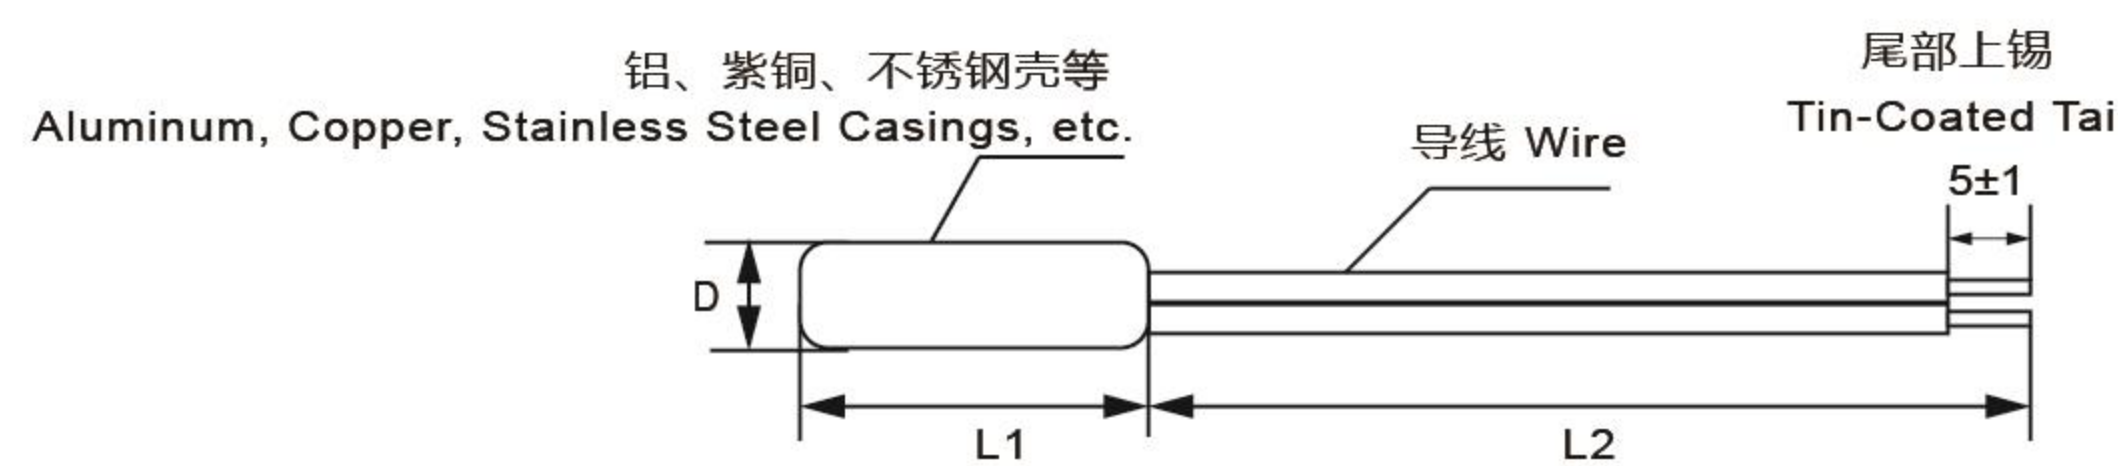 铝、紫铜、不锈钢壳等
Aluminum, Copper, Stainless Steel Casings, etc.
尾部上锡
Tin-Coated Tai
导线 Wire
5±1
D
L1
L2